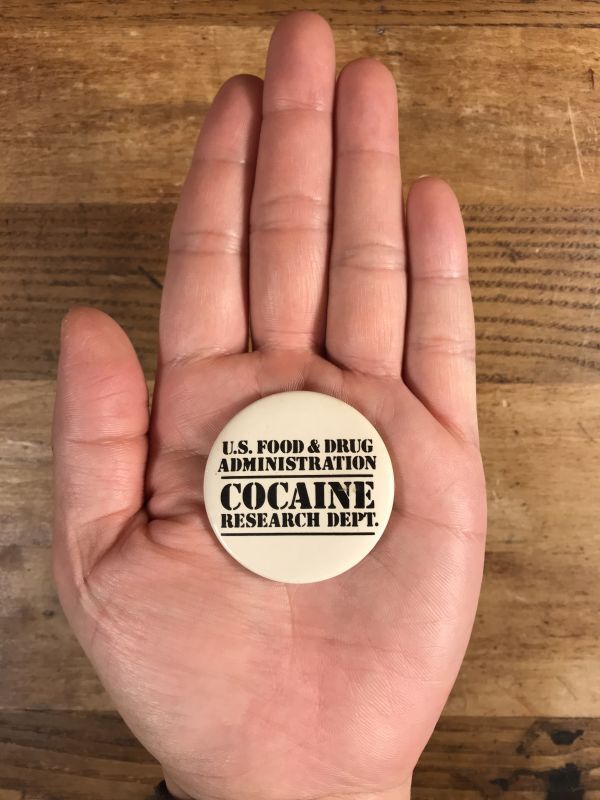 U.S. FOOD & DRUG
ADMINISTRATION
COCAINE
RESEARCH DEPT.